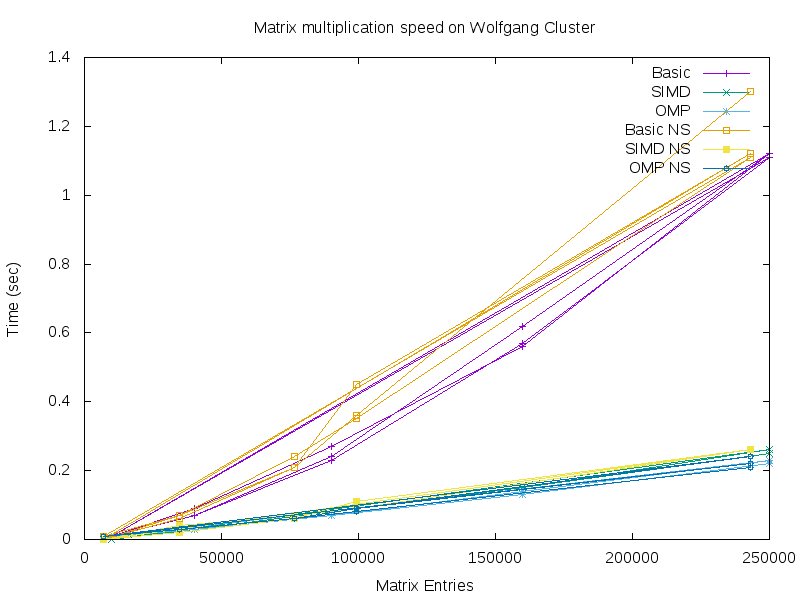 Matrix multiplication speed on Wolfgang Cluster
1.4
1.2
1
0.8
0.6
0.4
0.2
0
Time (sec)
Basic
SIMD
OMP
Basic NS
SIMD NS
OMP NS
0 50000 100000 150000 200000 250000
Matrix Entries